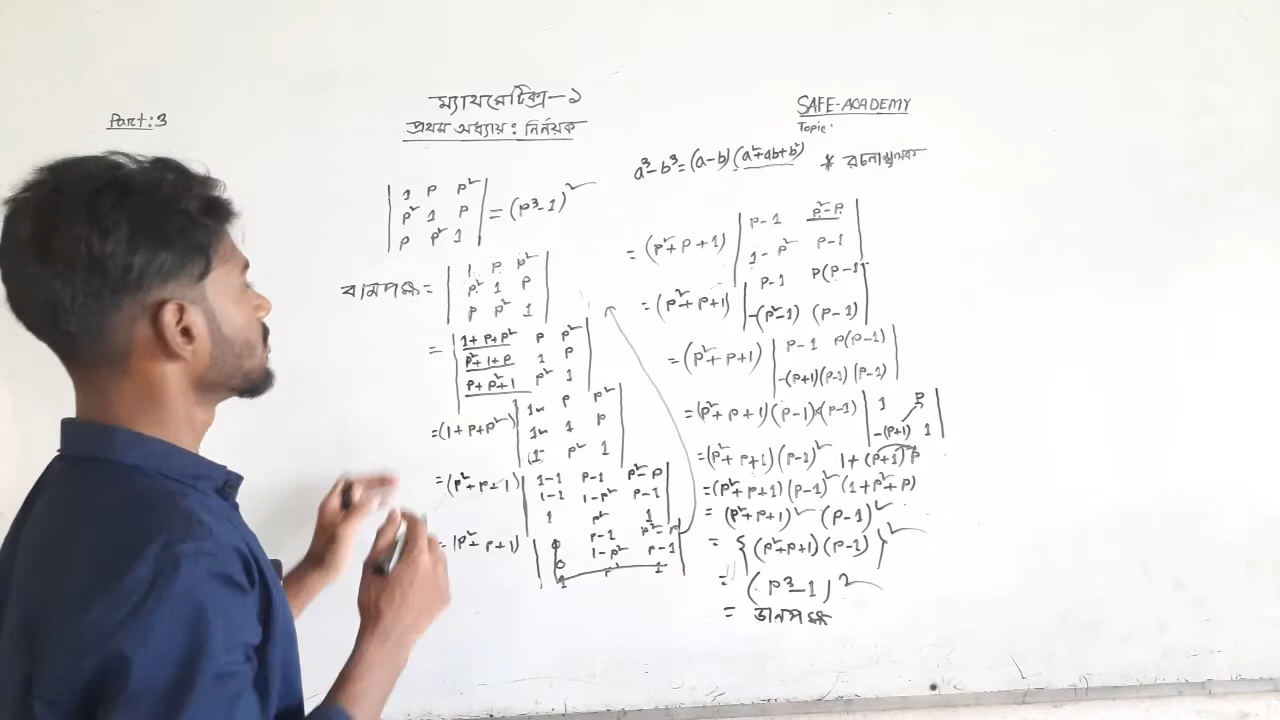 Part:3
ম্যাথমেটিক্স-১
প্রথম অধ্যায়: নির্নয়ক
SAFE-ACADEMY
Topic:
a³-b³=(a-b)(a²+ab+b²) * রচনামূলক
| 1 p p² |
| p² 1 p | = (p³-1)²
| p p² 1 |
বামপক্ষ =
| 1 p p² |
| p² 1 p |
| p p² 1 |
=
| 1+p+p² p p² |
| p²+1+p 1 p |
| p+p²+1 p² 1 |
=(1+p+p²)
| 1 p p² |
| 1 1 p |
| 1 p² 1 |
=(p²+p+1)
| 1-1 p-1 p²-p |
| 1-1 1-p² p-1 |
| 1 p² 1 |
=(p²+p+1)
| 0 p-1 p²-p |
| 0 1-p² p-1 |
| 1 p² 1 |
=(p²+p+1)
| p-1 p²-p |
| 1-p² p-1 |
=(p²+p+1)
| p-1 p(p-1) |
| -(p²-1) (p-1) |
=(p²+p+1)
| p-1 p(p-1) |
| -(p+1)(p-1) (p-1) |
=(p²+p+1)(p-1)(p-1)
| 1 p |
| -(p+1) 1 |
=(p²+p+1)(p-1)² 1+(p+1)p
=(p²+p+1)(p-1)² (1+p²+p)
= (p²+p+1)² (p-1)²
= {(p²+p+1)(p-1)}²
= (p³-1)²
= ডানপক্ষ